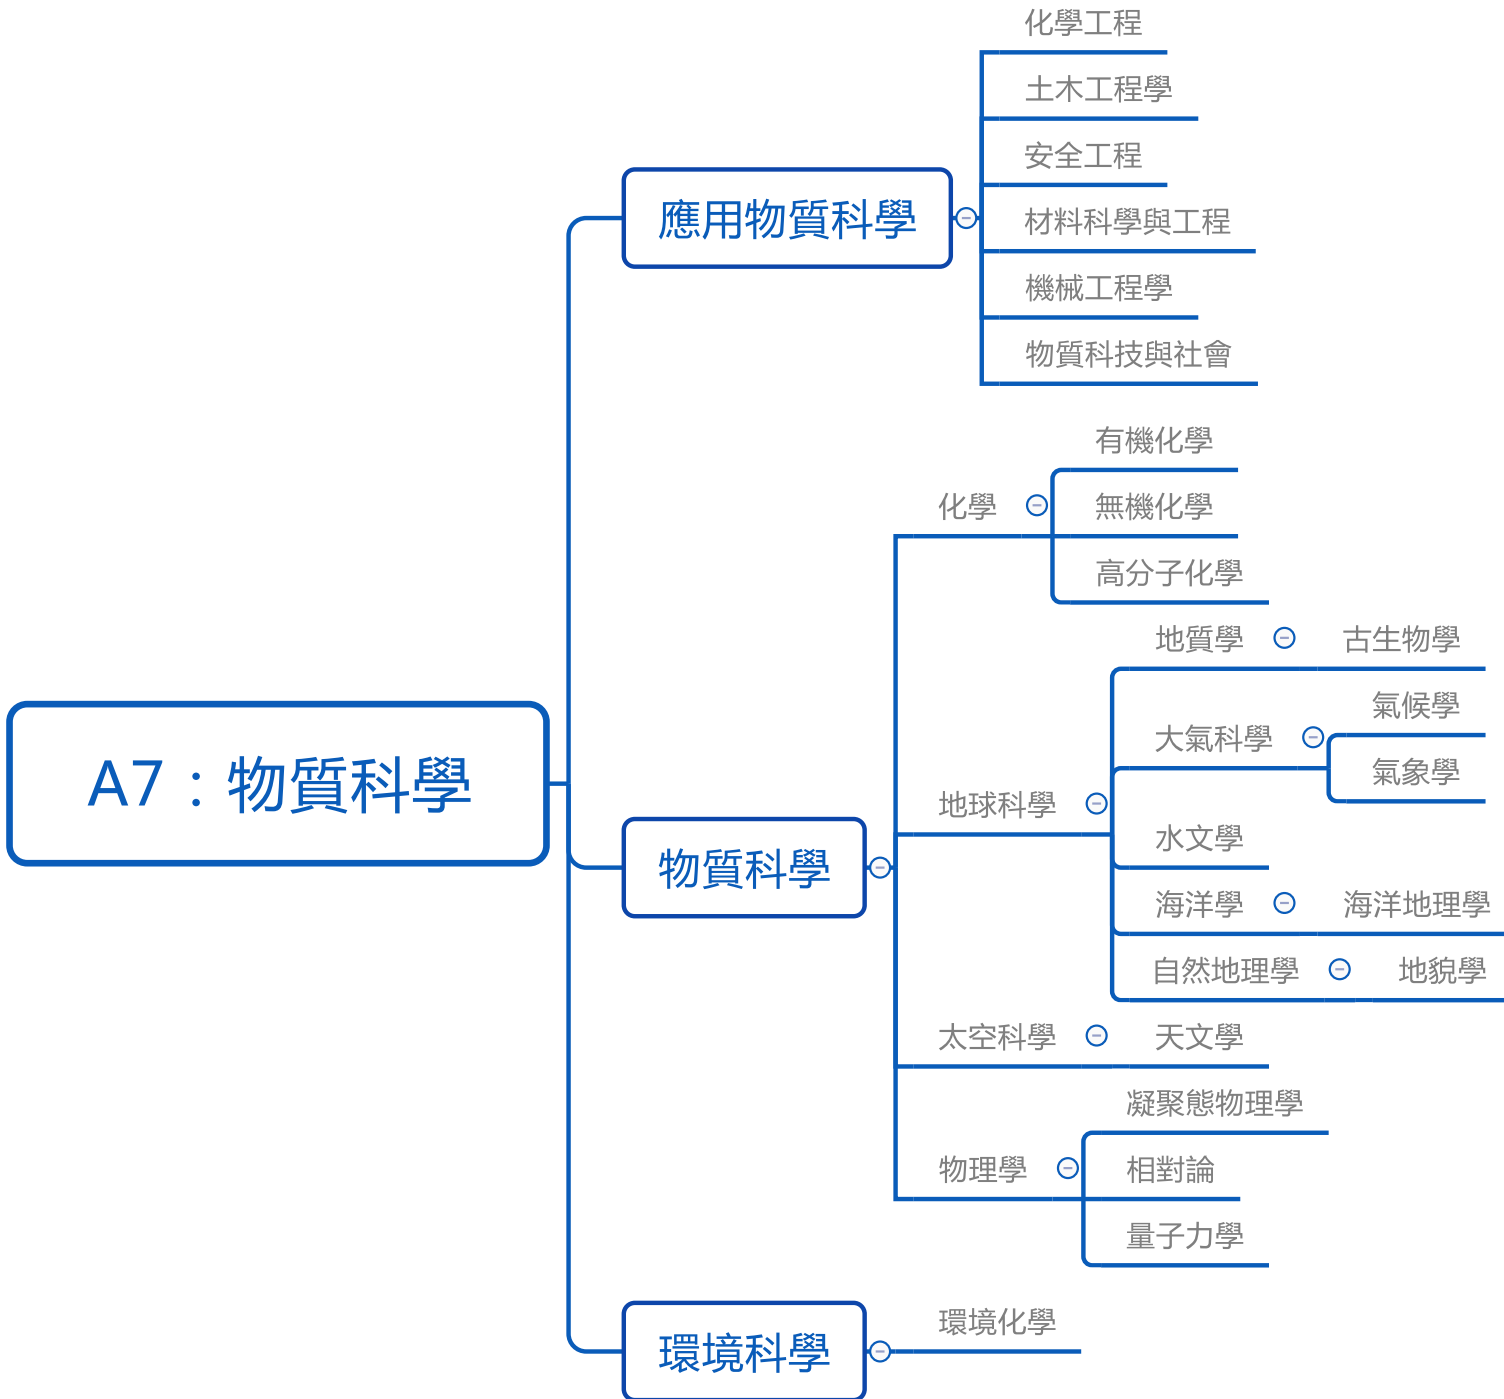 A7：物質科學
應用物質科學
化學工程
土木工程學
安全工程
材料科學與工程
機械工程學
物質科技與社會
物質科學
化學
有機化學
無機化學
高分子化學
地球科學
地質學
古生物學
大氣科學
氣候學
氣象學
水文學
海洋學
海洋地理學
自然地理學
地貌學
太空科學
天文學
物理學
凝聚態物理學
相對論
量子力學
環境科學
環境化學